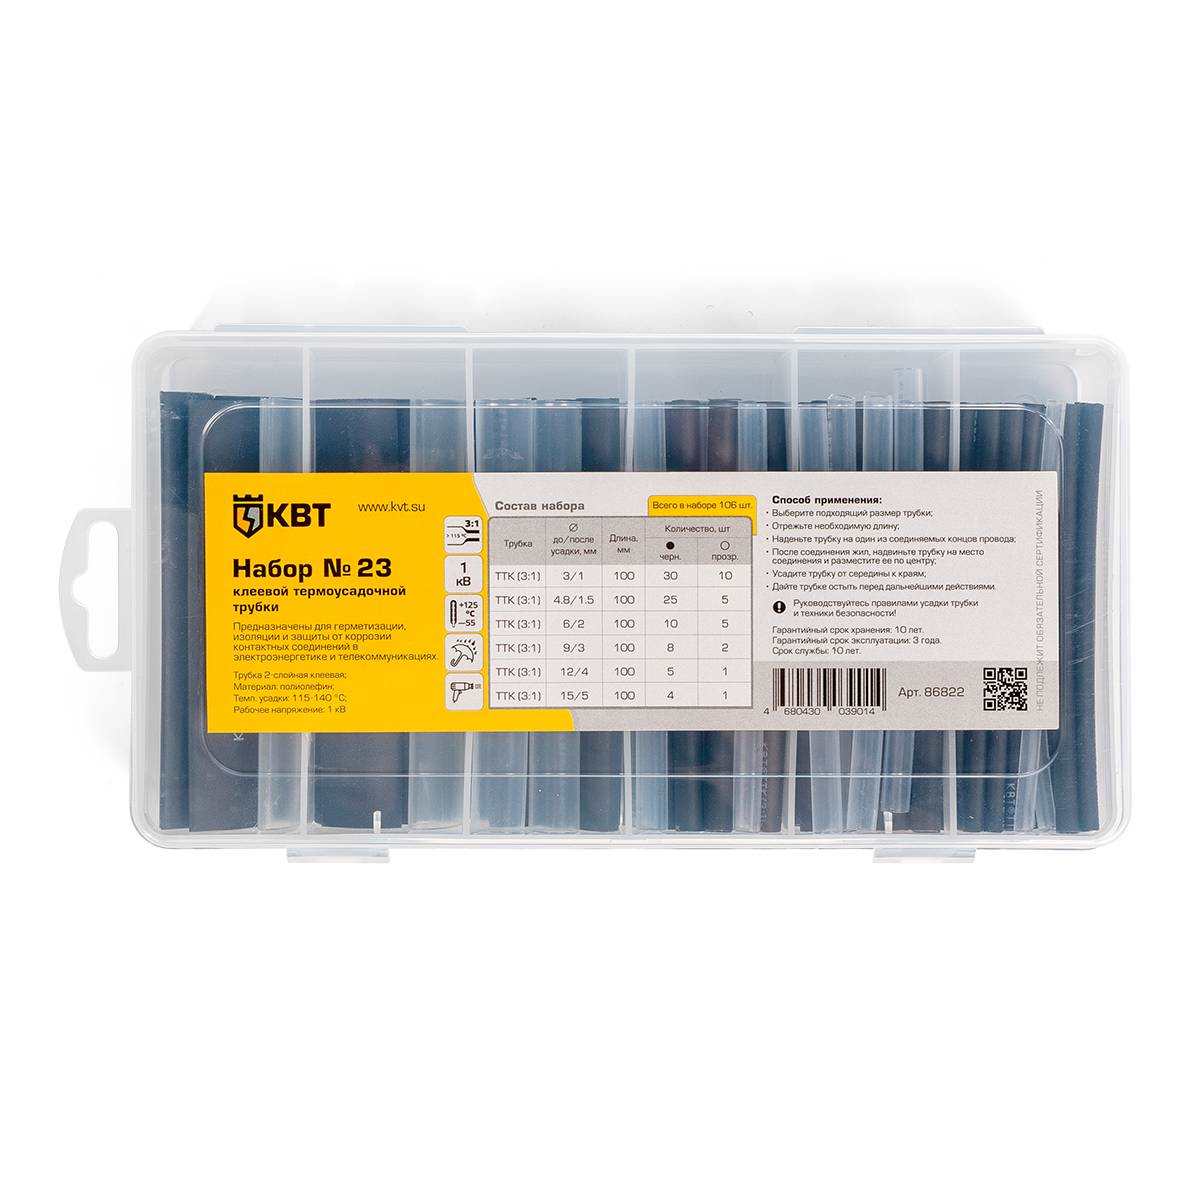 КВТ
www.kvt.su
Набор № 23
клеевой термоусадочной
трубки
Предназначены для герметизации,
изоляции и защиты от коррозии
контактных соединений в
электроэнергетике и телекоммуникациях.
Трубка 2-слойная клеевая;
Материал: полиолефин;
Темп. усадки: 115-140 °С;
Рабочее напряжение: 1 кВ
3:1
> 115 °C
1
кВ
+125
°C
—55
Состав набора
Всего в наборе 106 шт.
Трубка
Ø до/после усадки, мм
Длина, мм
Количество, шт
черн.
прозр.
ТТК (3:1) 3/1 100 30 10
ТТК (3:1) 4.8/1.5 100 25 5
ТТК (3:1) 6/2 100 10 5
ТТК (3:1) 9/3 100 8 2
ТТК (3:1) 12/4 100 5 1
ТТК (3:1) 15/5 100 4 1
Способ применения:
• Выберите подходящий размер трубки;
• Отрежьте необходимую длину;
• Наденьте трубку на один из соединяемых концов провода;
• После соединения жил, надвиньте трубку на место
соединения и разместите ее по центру;
• Усадите трубку от середины к краям;
• Дайте трубке остыть перед дальнейшими действиями.
Руководствуйтесь правилами усадки трубки
и техники безопасности!
Гарантийный срок хранения: 10 лет.
Гарантийный срок эксплуатации: 3 года.
Срок службы: 10 лет.
4 680430 039014
Арт. 86822
НЕ ПОДЛЕЖИТ ОБЯЗАТЕЛЬНОЙ СЕРТИФИКАЦИИ